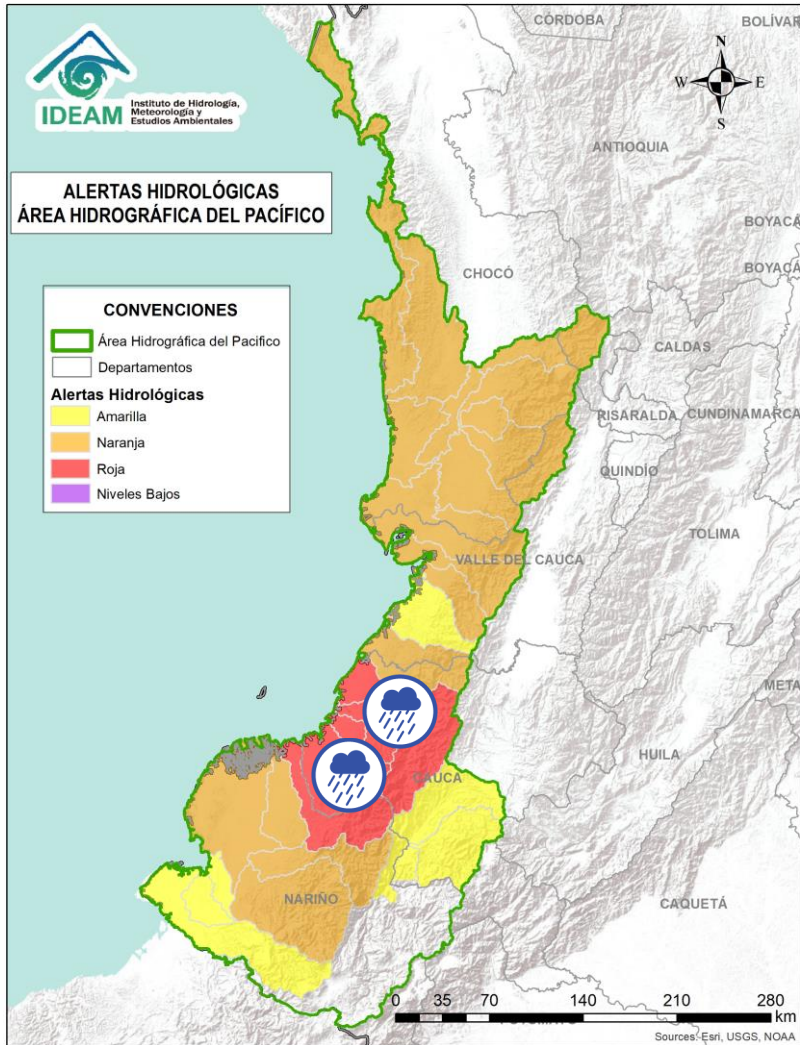 IDEAM
Instituto de Hidrología,
Meteorología y
Estudios Ambientales
ALERTAS HIDROLÓGICAS
ÁREA HIDROGRÁFICA DEL PACÍFICO
CONVENCIONES
Área Hidrográfica del Pacifico
Departamentos
Alertas Hidrológicas
Amarilla
Naranja
Roja
Niveles Bajos
CÓRDOBA
BOLÍVAR
N
W E
S
ANTIOQUIA
BOYACÁ
CHOCÓ
BOYACÁ
CALDAS
RISARALDA
CUNDINAMARCA
QUINDÍO
TOLIMA
VALLE DEL CAUCA
META
HUILA
CAUCA
NARIÑO
CAQUETÁ
0 35 70 140 210 280
km
Sources: Esri, USGS, NOAA